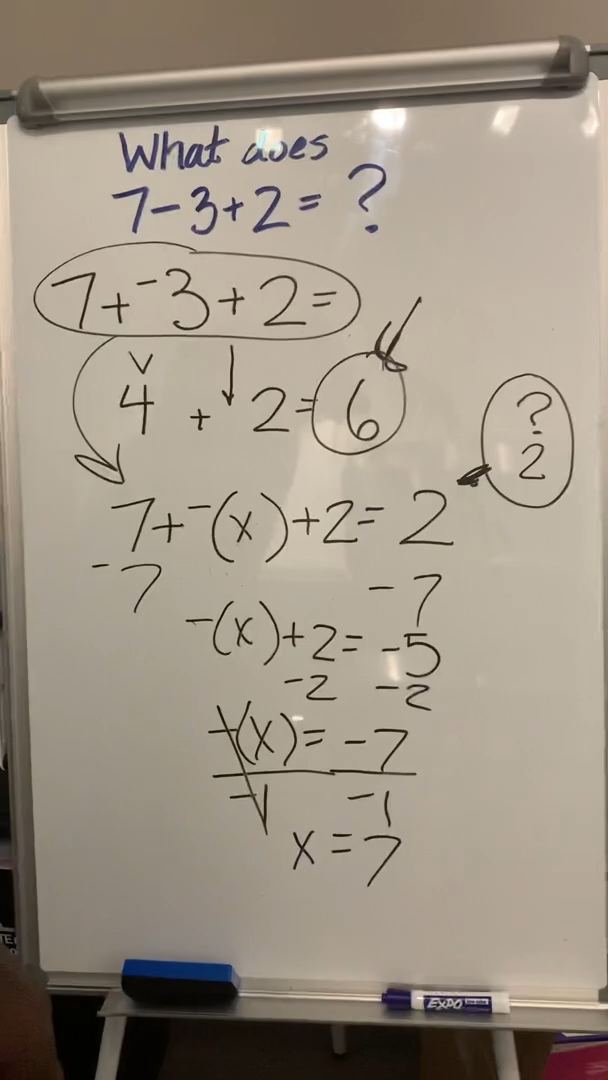 What does
7-3+2= ?
7+⁻3+2=
4 + 2=6
?
2
7+⁻(x)+2= 2
-7
-7
-(x)+2= -5
-2 -2
-(x)= -7
-1 -1
x=7
EXPO